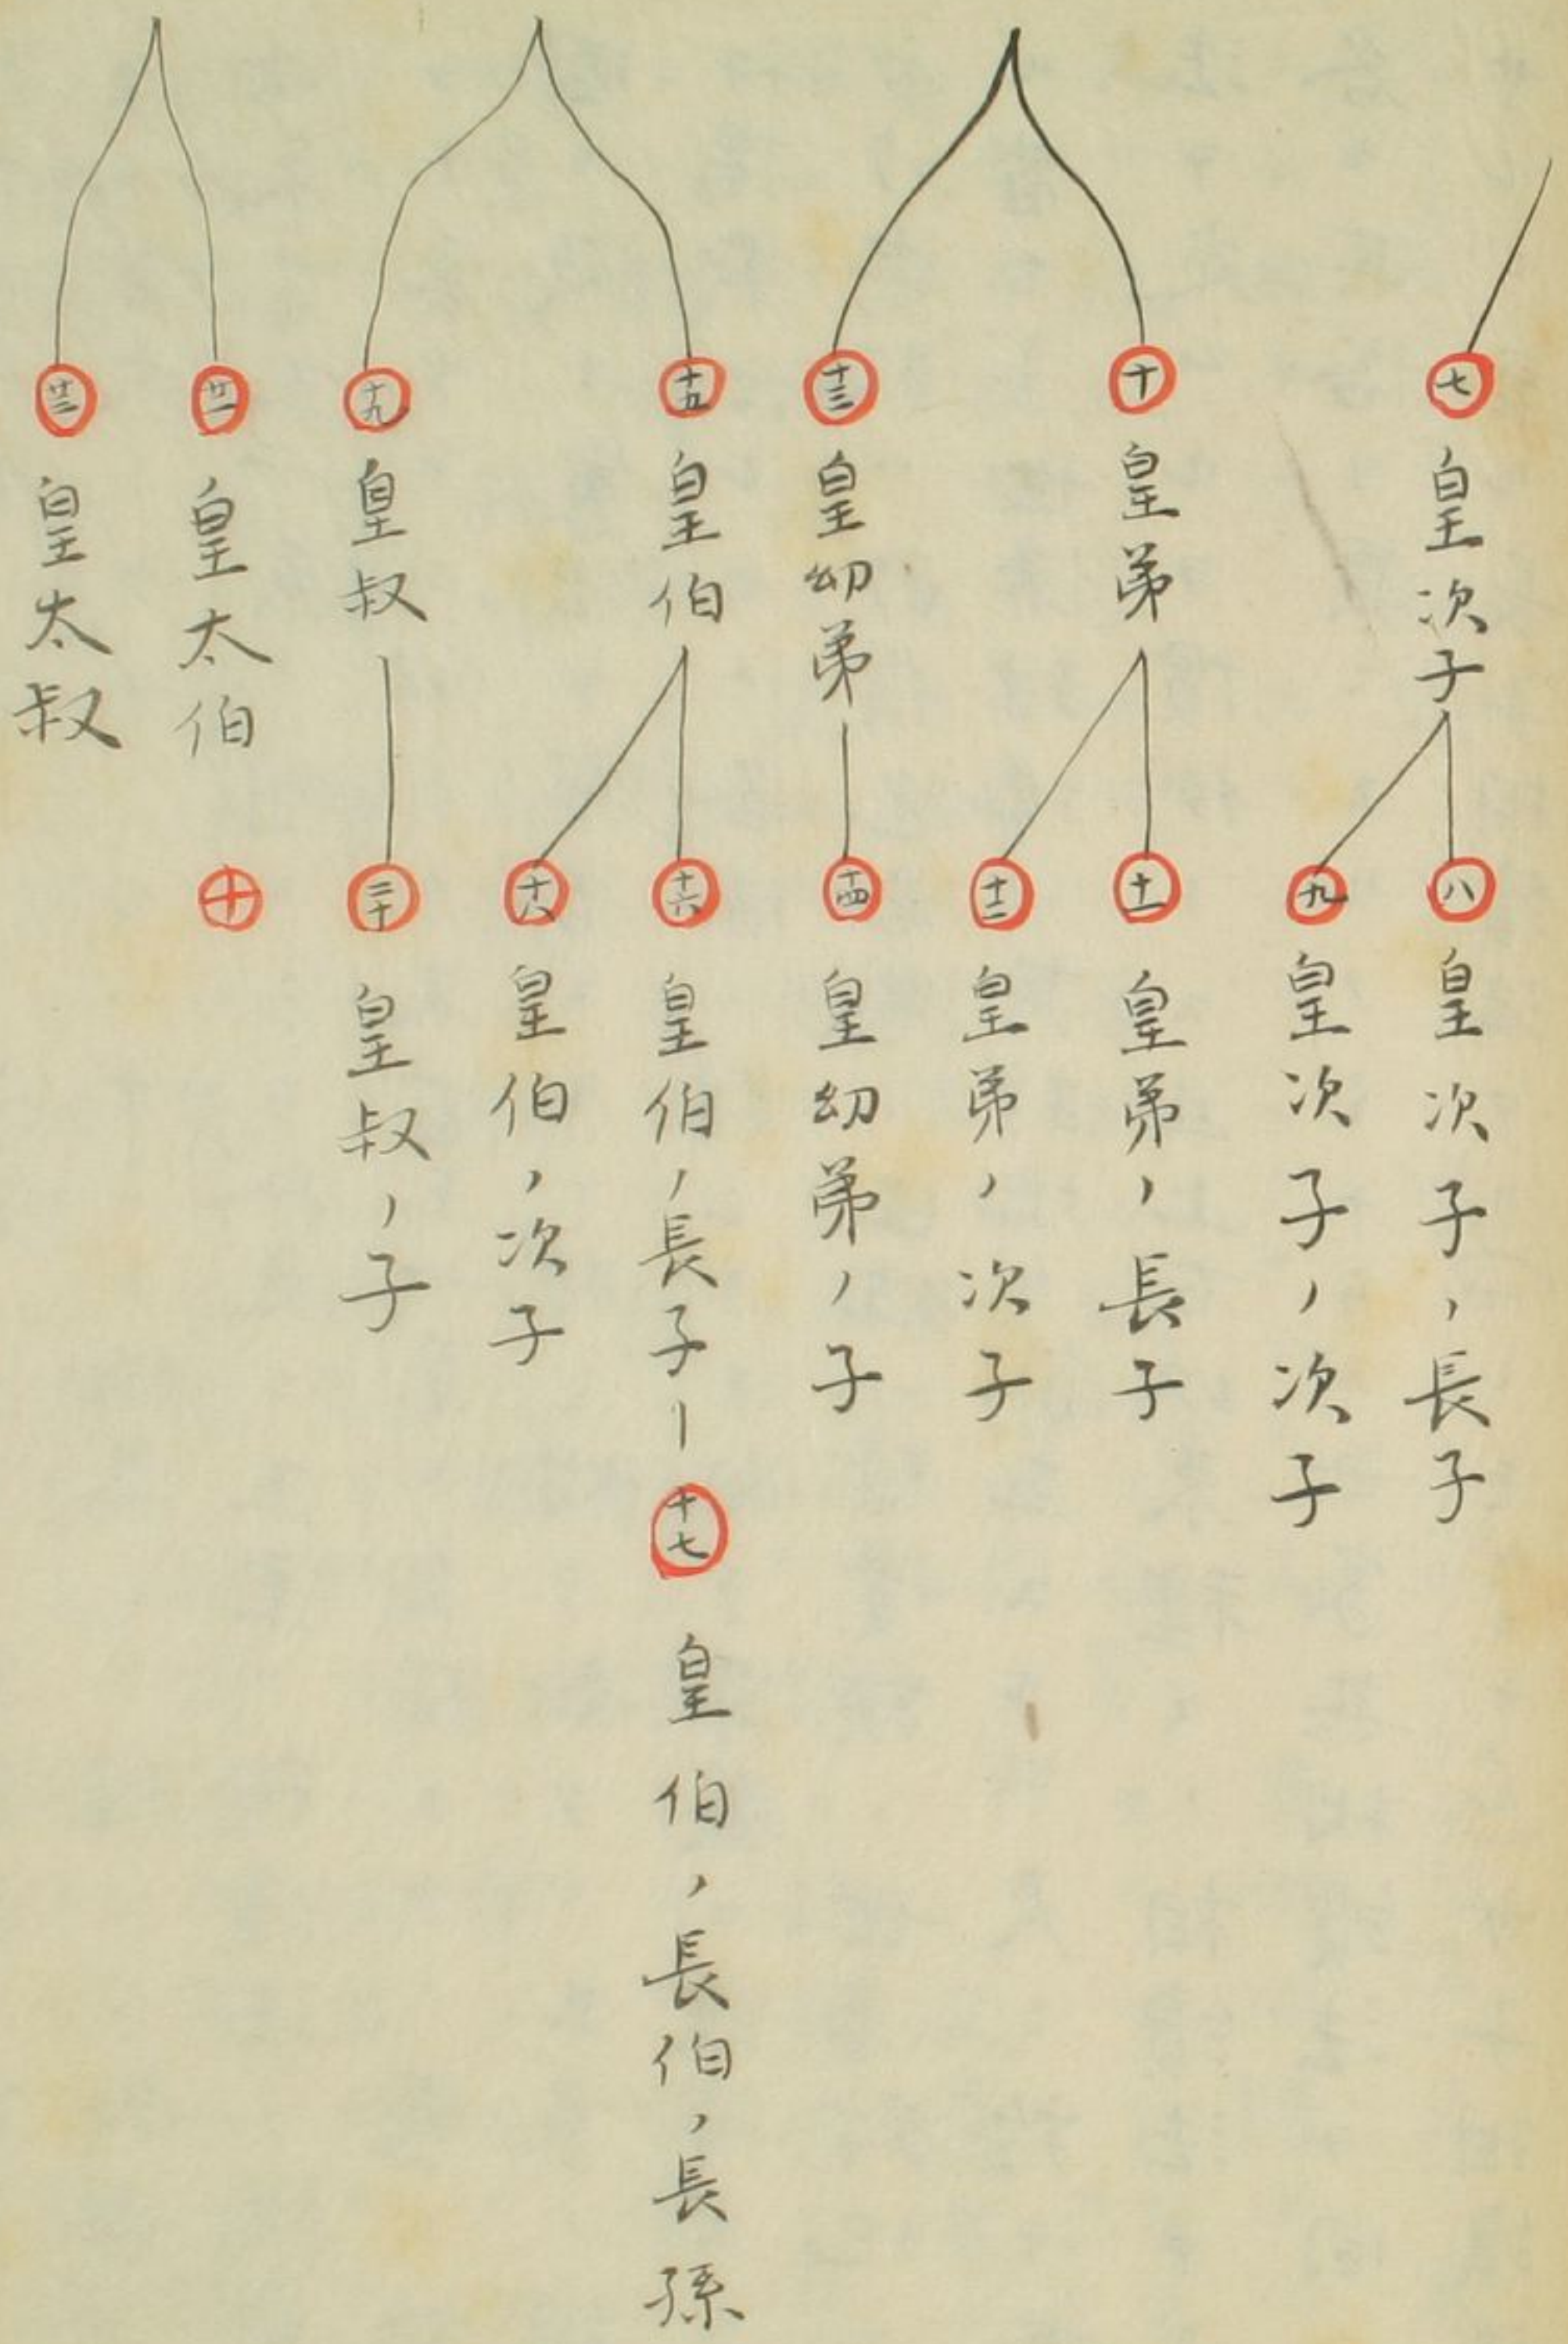 七 皇次子
八 皇次子ノ長子
九 皇次子ノ次子
十 皇弟
十一 皇弟ノ長子
十二 皇弟ノ次子
十三 皇幼弟
十四 皇幼弟ノ子
十五 皇伯
十六 皇伯ノ長子
十七 皇伯ノ長伯ノ長孫
十八 皇伯ノ次子
十九 皇叔
二十 皇叔ノ子
廿一 皇太伯
廿二 皇太叔